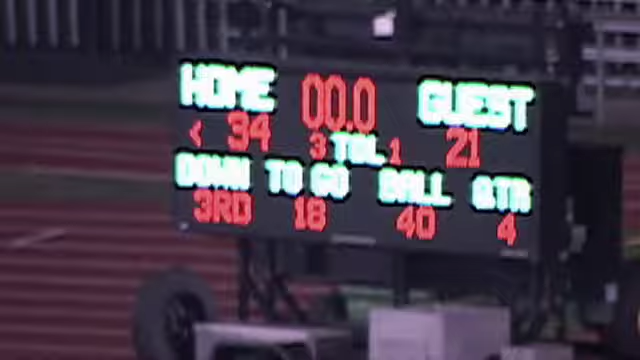 HOME 00.0 GUEST
< 34 3 TOL 1 21
DOWN TO GO BALL QTR
3RD 18 40 4